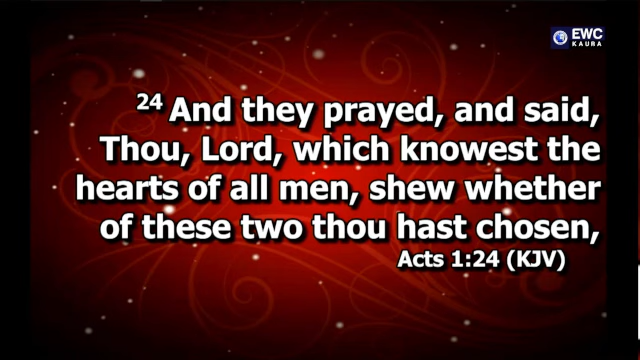 EWC
KAURA
24 And they prayed, and said,
Thou, Lord, which knowest the
hearts of all men, shew whether
of these two thou hast chosen,
Acts 1:24 (KJV)